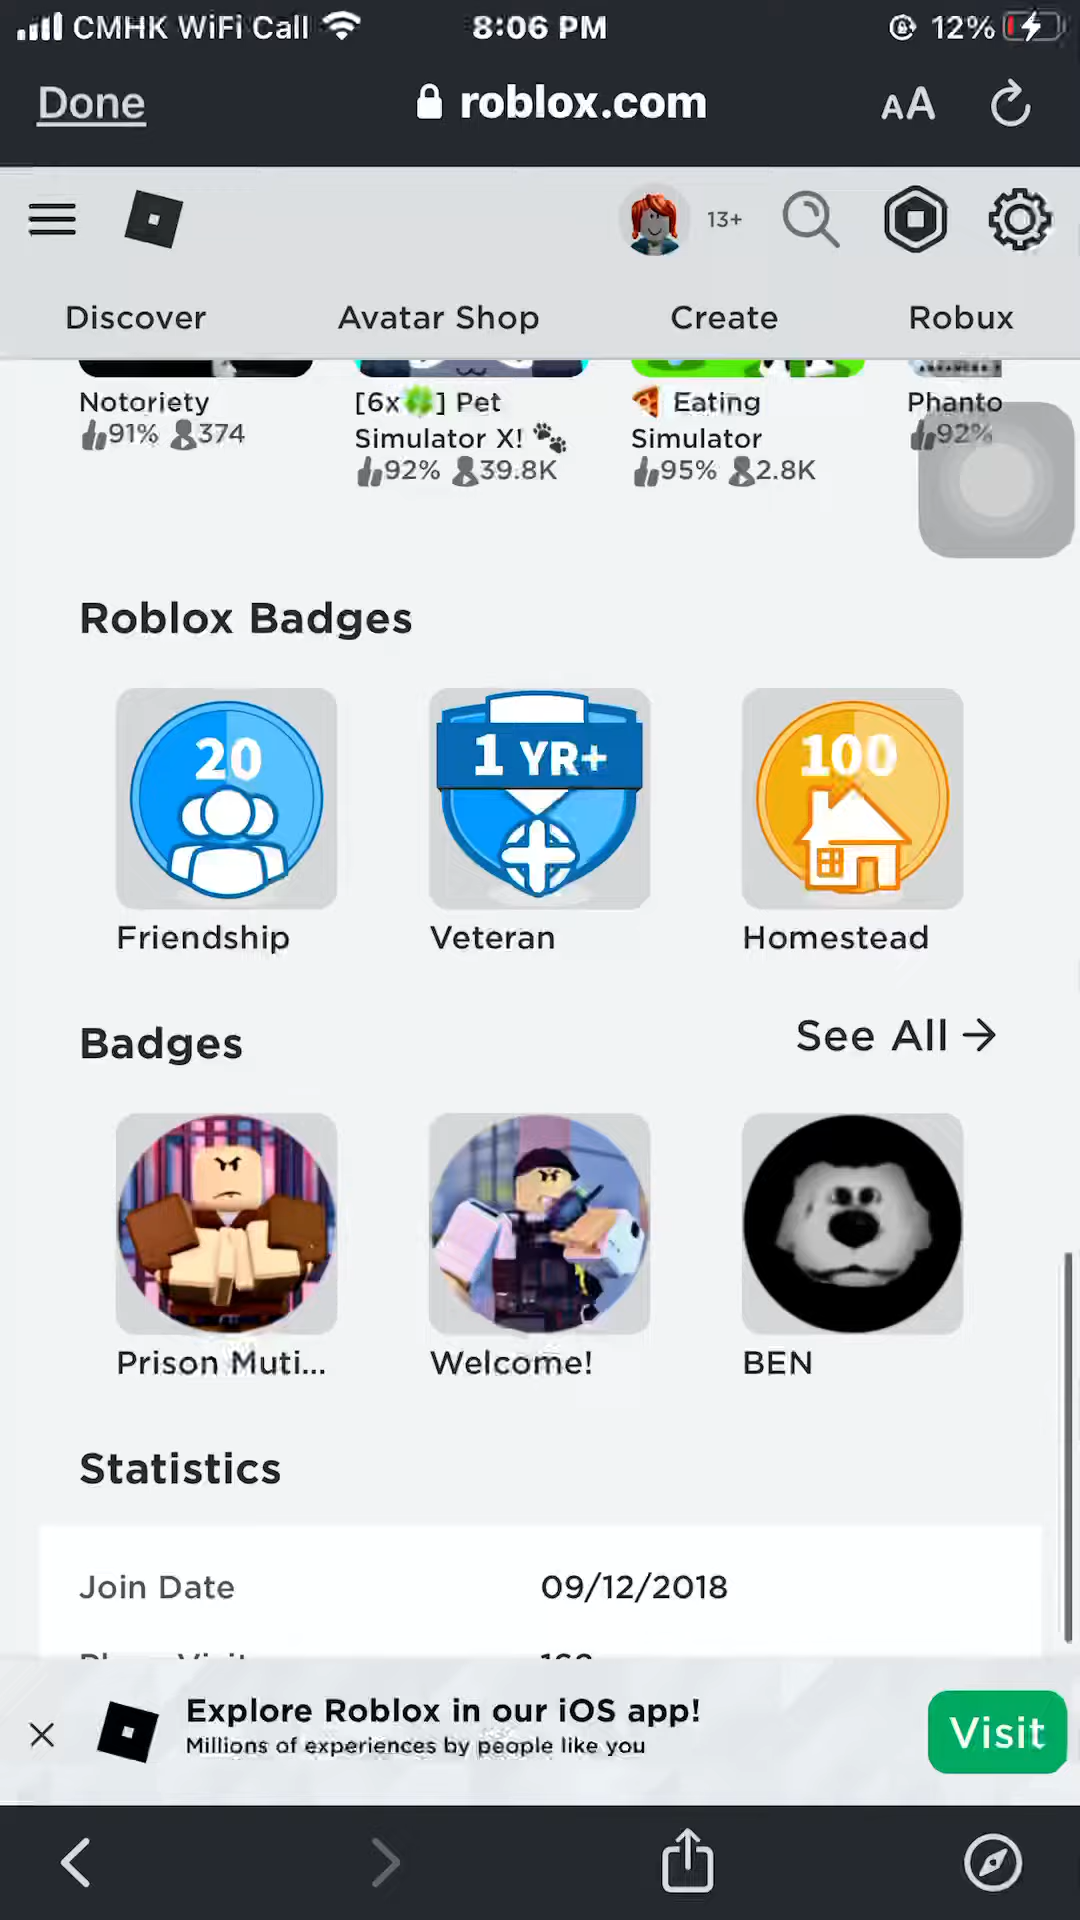 CMHK WiFi Call 8:06 PM 12%
Done roblox.com AA
13+
Discover Avatar Shop Create Robux
Notoriety
91% 374
[6x🍀] Pet
Simulator X! 🐾
92% 39.8K
🍕 Eating
Simulator
95% 2.8K
Phanto
92%
Roblox Badges
20
1 YR+
100
Friendship
Veteran
Homestead
Badges
See All →
Prison Muti...
Welcome!
BEN
Statistics
Join Date 09/12/2018
Explore Roblox in our iOS app!
Millions of experiences by people like you
Visit